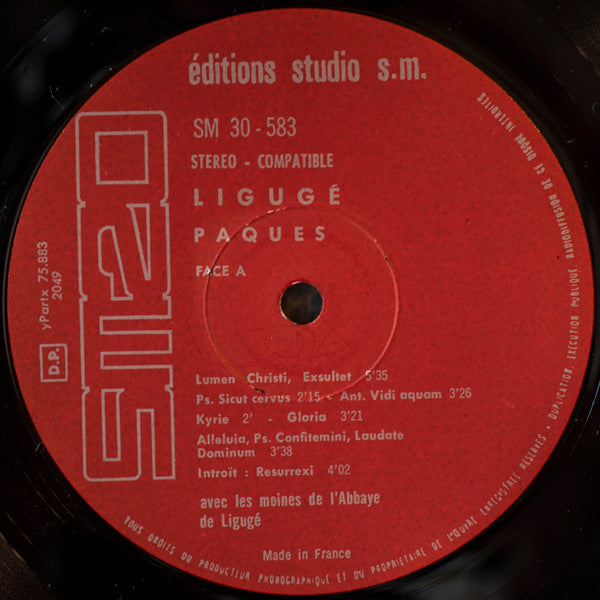 éditions studio s.m.
SM 30-583
STEREO - COMPATIBLE
LIGUGÉ
PAQUES
FACE A
yPartx 75.883
2049
D.P.
Lumen Christi, Exsultet 5'35
Ps. Sicut cervus 2'15 - Ant. Vidi aquam 3'26
Kyrie 2' - Gloria 3'21
Alleluia, Ps. Confitemini, Laudate
Dominum 3'38
Introït : Resurrexi 4'02
avec les moines de l'Abbaye
de Ligugé
Made in France
TOUS DROITS DU PRODUCTEUR PHONOGRAPHIQUE ET DU PROPRIETAIRE DE L'ŒUVRE ENREGISTREE RESERVES • DUPLICATION, EXECUTION PUBLIQUE, RADIODIFFUSION DE CE DISQUE INTERDITES